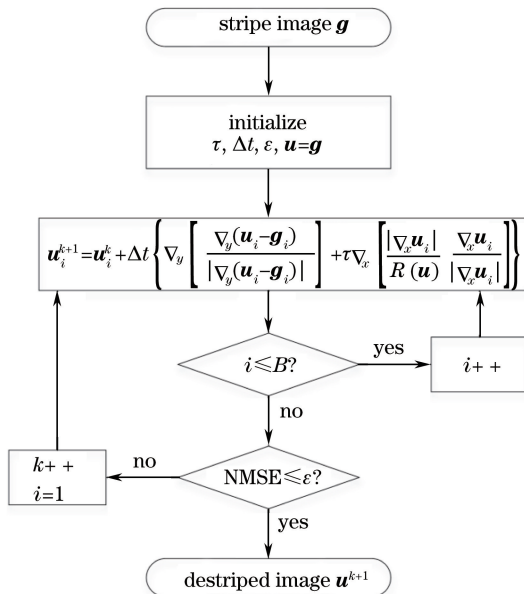 stripe image g
initialize
τ, Δt, ε, u=g
u_i^{k+1}=u_i^k+Δt{∇_y[∇_y(u_i−g_i)/|∇_y(u_i−g_i)|]+τ∇_x[|∇_x u_i|/R(u) ∇_x u_i/|∇_x u_i|]}
i≤B?
yes
i++
no
NMSE≤ε?
no
k++
i=1
yes
destriped image u^{k+1}